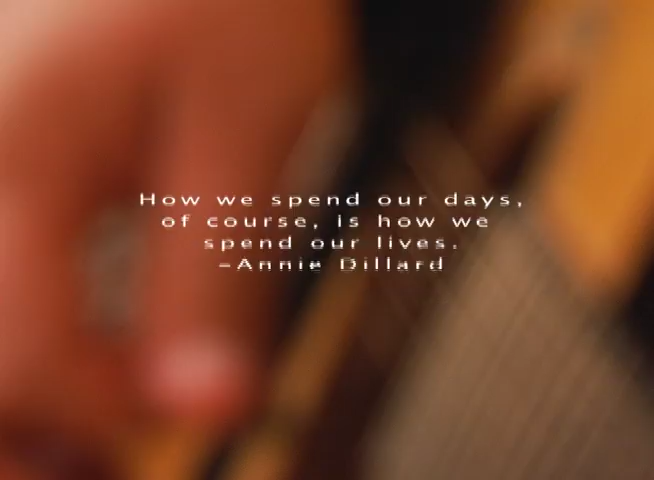 How we spend our days,
of course, is how we
spend our lives.
–Annie Dillard